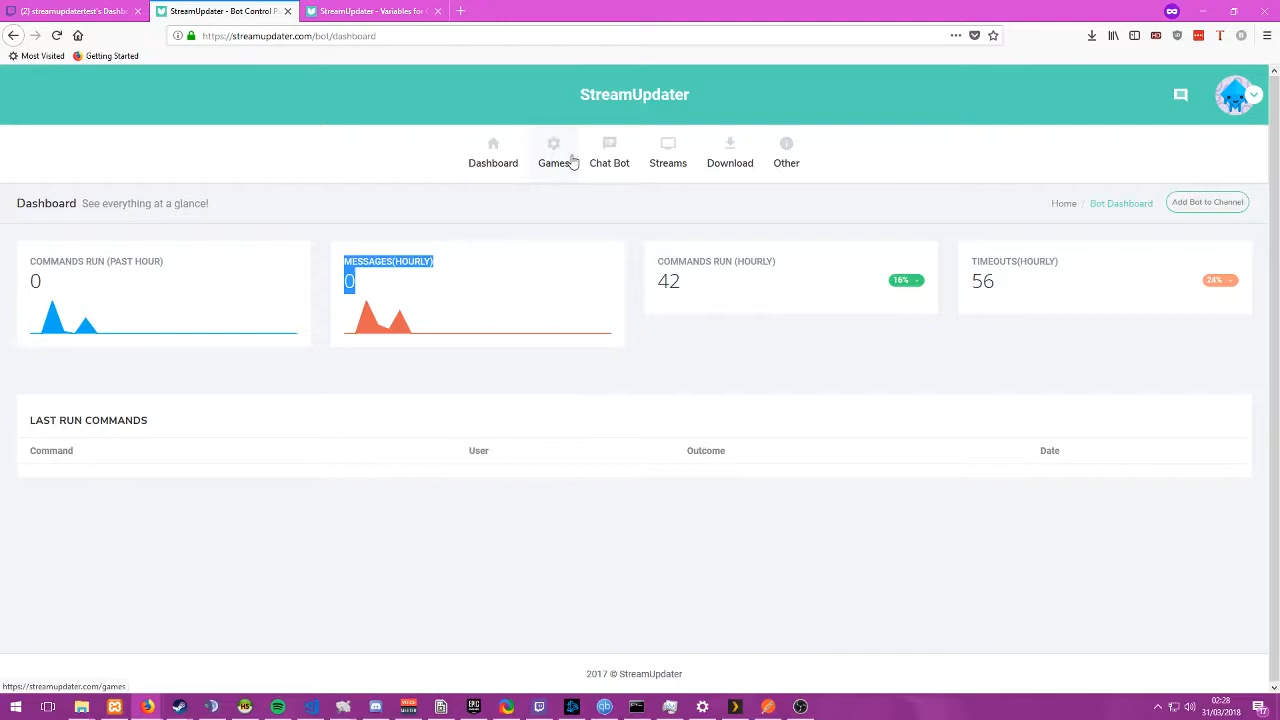 (2) streamupdatertest's Dashb
StreamUpdater - Bot Control P
StreamUpdater - Variables for
https://streamupdater.com/bot/dashboard
Most Visited
Getting Started
StreamUpdater
Dashboard
Games
Chat Bot
Streams
Download
Other
Dashboard See everything at a glance!
Home / Bot Dashboard
Add Bot to Channel
COMMANDS RUN (PAST HOUR)
0
MESSAGES(HOURLY)
0
COMMANDS RUN (HOURLY)
42
16%
TIMEOUTS(HOURLY)
56
24%
LAST RUN COMMANDS
Command User Outcome Date
2017 © StreamUpdater
https://streamupdater.com/games
02:28
31/03/2018